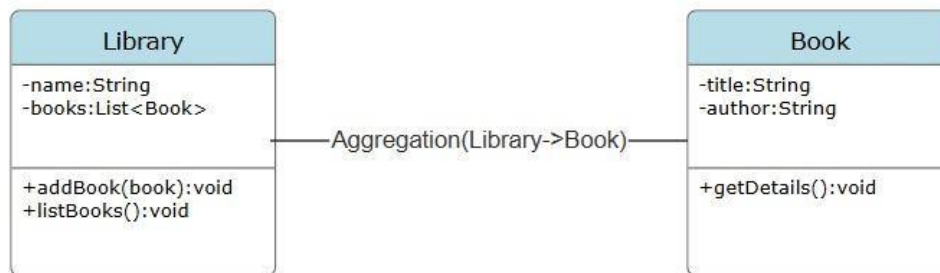 Library
-name:String
-books:List<Book>
+addBook(book):void
+listBooks():void
Aggregation(Library->Book)
Book
-title:String
-author:String
+getDetails():void